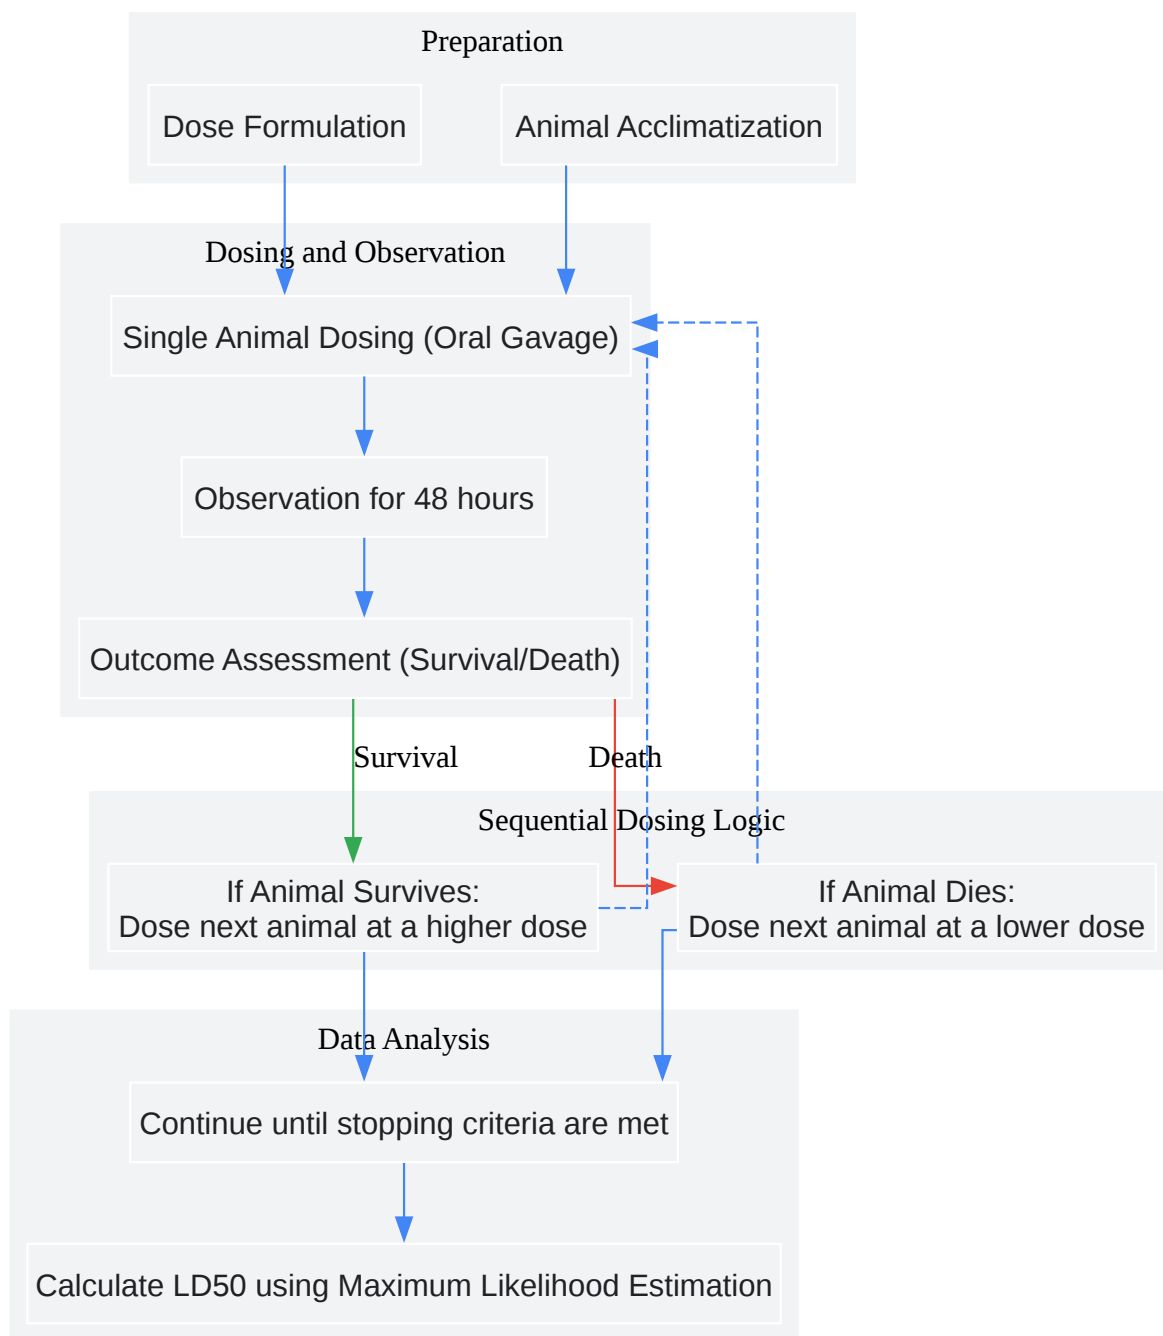 Preparation
Dose Formulation
Animal Acclimatization
Dosing and Observation
Single Animal Dosing (Oral Gavage)
Observation for 48 hours
Outcome Assessment (Survival/Death)
Survival
Death
Sequential Dosing Logic
If Animal Survives:
Dose next animal at a higher dose
If Animal Dies:
Dose next animal at a lower dose
Data Analysis
Continue until stopping criteria are met
Calculate LD50 using Maximum Likelihood Estimation